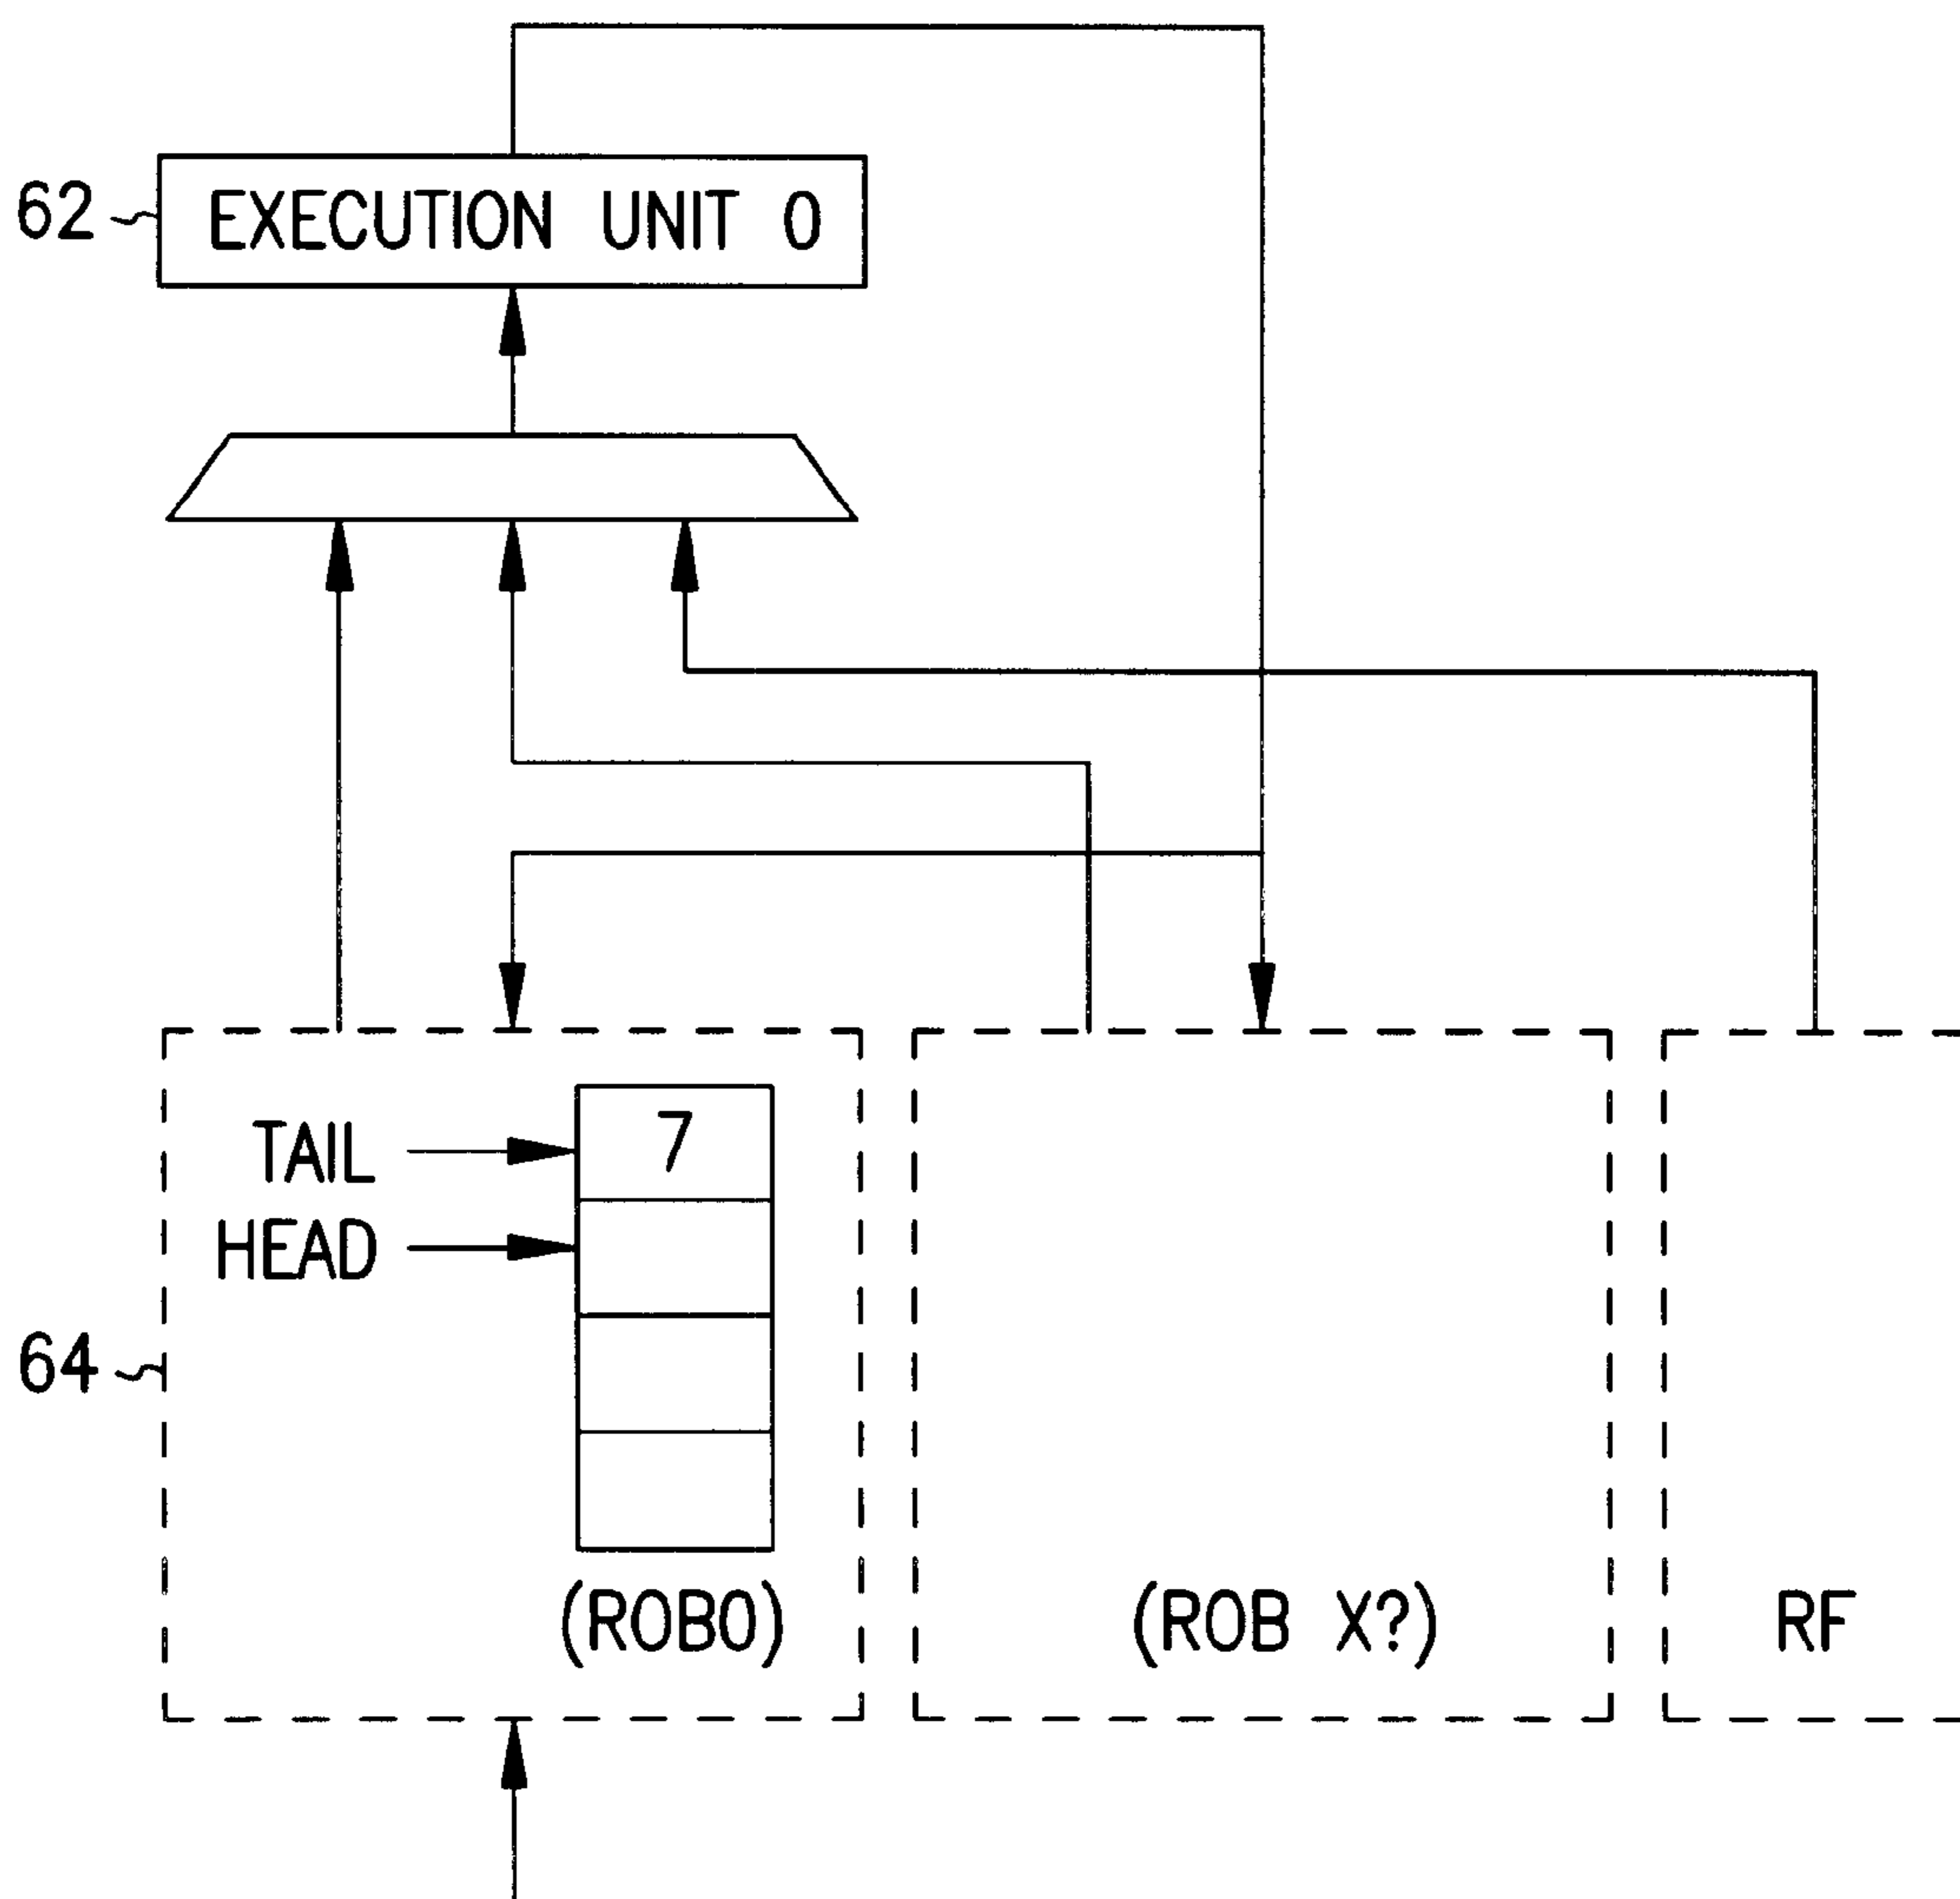 62
EXECUTION UNIT 0
TAIL
7
HEAD
64
(ROB0)
(ROB X?)
RF